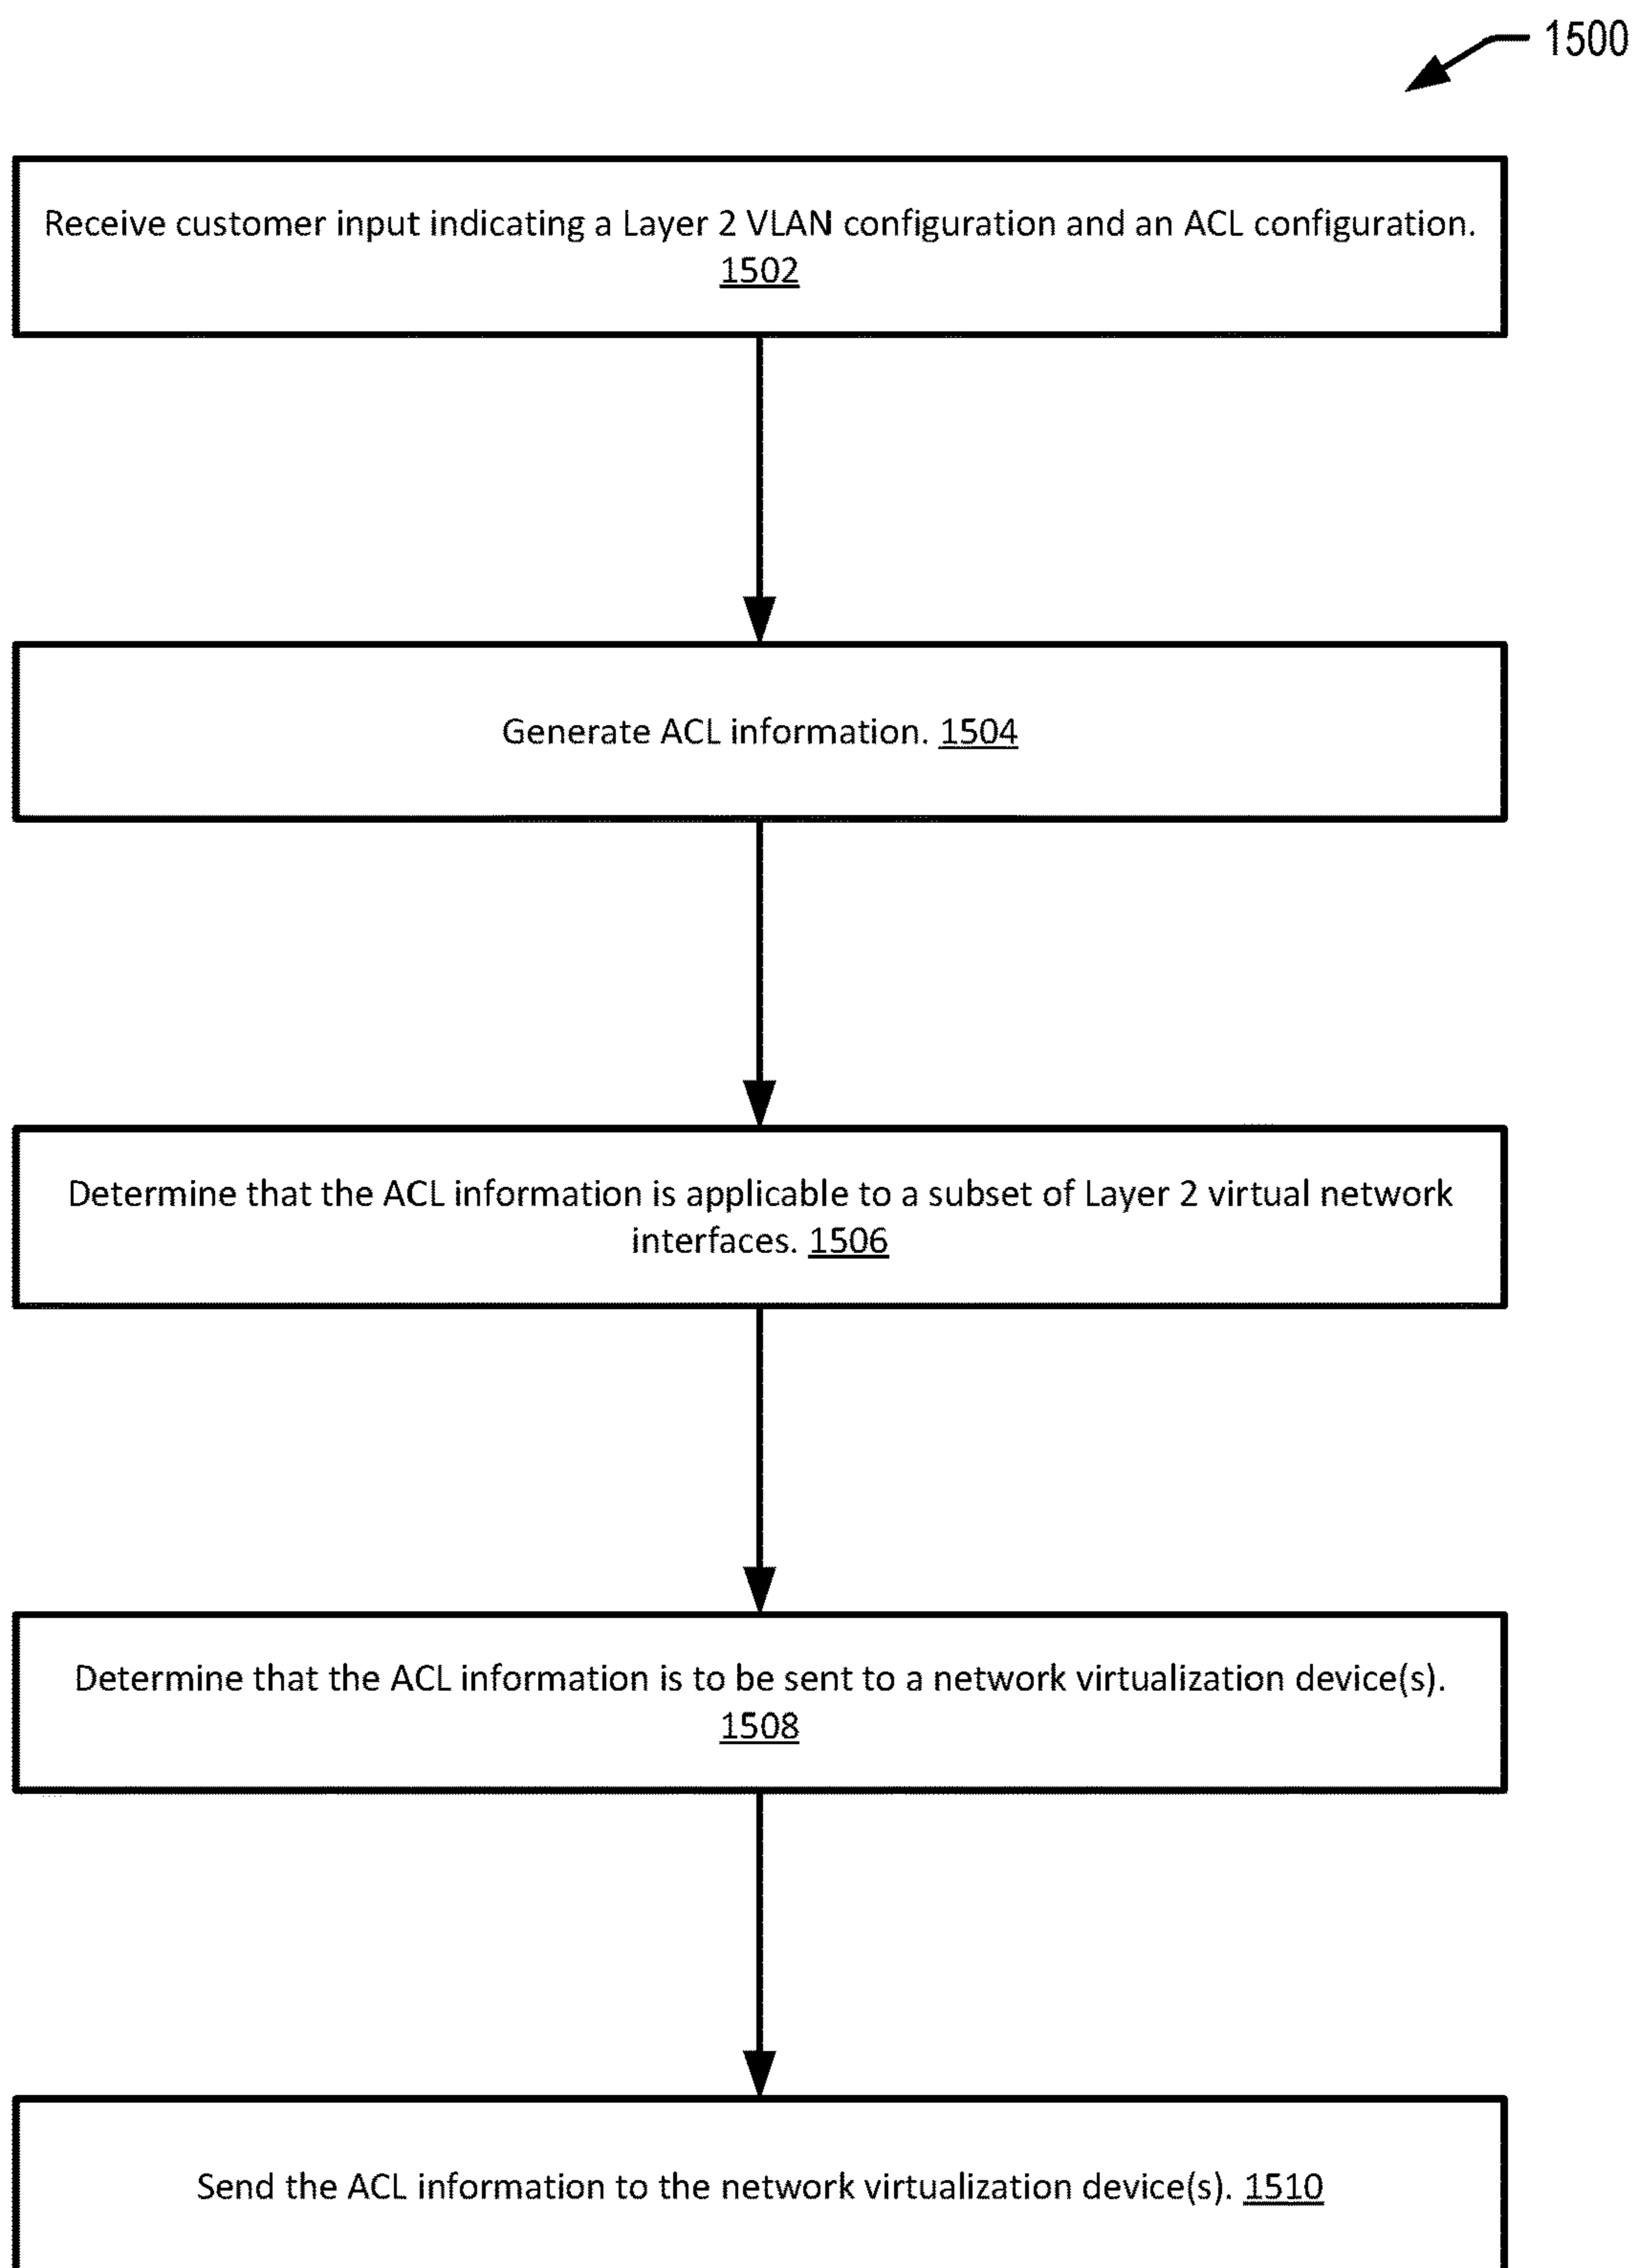 1500
Receive customer input indicating a Layer 2 VLAN configuration and an ACL configuration.
1502
Generate ACL information. 1504
Determine that the ACL information is applicable to a subset of Layer 2 virtual network
interfaces. 1506
Determine that the ACL information is to be sent to a network virtualization device(s).
1508
Send the ACL information to the network virtualization device(s). 1510